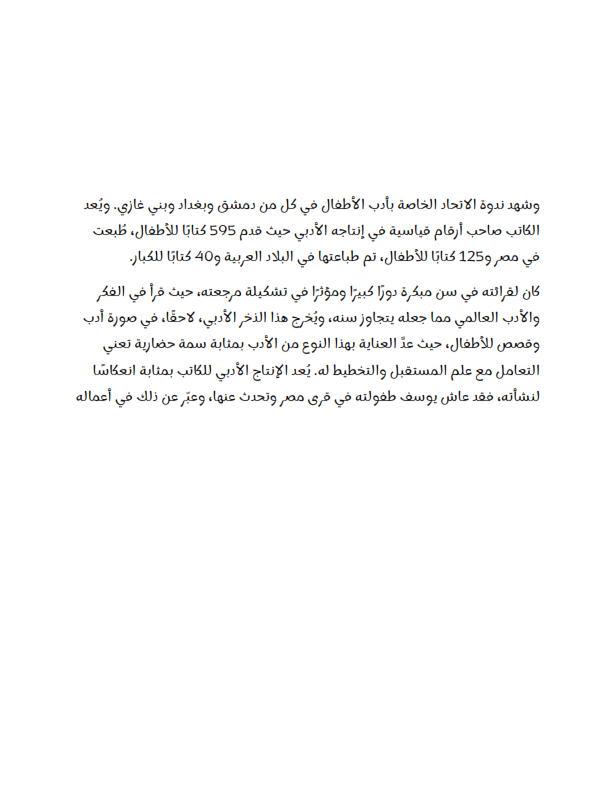 وشهد ندوة الاتحاد الخاصة بأدب الأطفال في كل من دمشق وبغداد وبني غازي. ويُعد
الكاتب صاحب أرقام قياسية في إنتاجه الأدبي حيث قدم 595 كتابًا للأطفال، طُبعت
في مصر و125 كتابًا للأطفال، تم طباعتها في البلاد العربية و40 كتابًا للكبار.
كان لقرائته في سن مبكرة دورًا كبيرًا ومؤثرًا في تشكيلة مرجعته، حيث قرأ في الفكر
والأدب العالمي مما جعله يتجاوز سنه، ويُخرج هذا الذخر الأدبي، لاحقًا، في صورة أدب
وقصص للأطفال، حيث عدَّ العناية بهذا النوع من الأدب بمثابة سمة حضارية تعني
التعامل مع علم المستقبل والتخطيط له. يُعد الإنتاج الأدبي للكاتب بمثابة انعكاسًا
لنشأته، فقد عاش يوسف طفولته في قرى مصر وتحدث عنها، وعبّر عن ذلك في أعماله